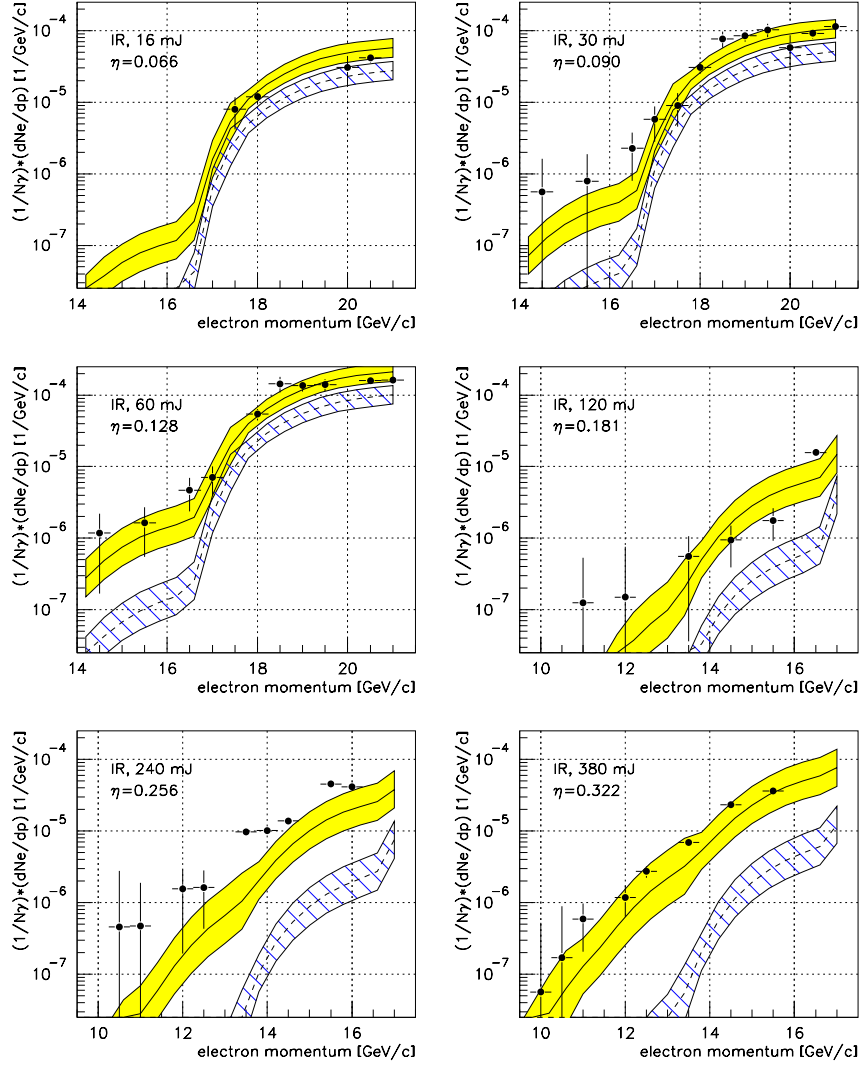 (1/Nγ)*(dNe/dp) [1/GeV/c]
10⁻⁴
10⁻⁵
10⁻⁶
10⁻⁷
IR, 16 mJ
η=0.066
14 16 18 20
electron momentum [GeV/c]
(1/Nγ)*(dNe/dp) [1/GeV/c]
10⁻⁴
10⁻⁵
10⁻⁶
10⁻⁷
IR, 30 mJ
η=0.090
14 16 18 20
electron momentum [GeV/c]
(1/Nγ)*(dNe/dp) [1/GeV/c]
10⁻⁴
10⁻⁵
10⁻⁶
10⁻⁷
IR, 60 mJ
η=0.128
14 16 18 20
electron momentum [GeV/c]
(1/Nγ)*(dNe/dp) [1/GeV/c]
10⁻⁴
10⁻⁵
10⁻⁶
10⁻⁷
IR, 120 mJ
η=0.181
10 12 14 16
electron momentum [GeV/c]
(1/Nγ)*(dNe/dp) [1/GeV/c]
10⁻⁴
10⁻⁵
10⁻⁶
10⁻⁷
IR, 240 mJ
η=0.256
10 12 14 16
electron momentum [GeV/c]
(1/Nγ)*(dNe/dp) [1/GeV/c]
10⁻⁴
10⁻⁵
10⁻⁶
10⁻⁷
IR, 380 mJ
η=0.322
10 12 14 16
electron momentum [GeV/c]